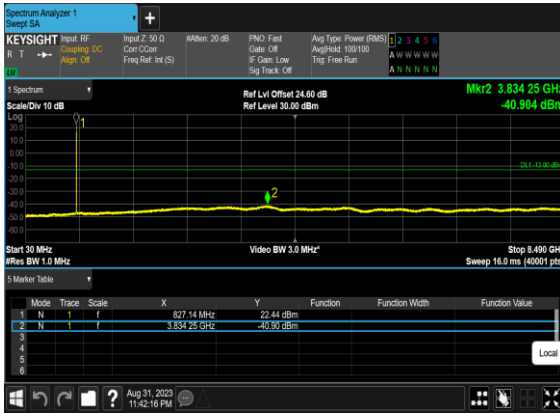 Spectrum Analyzer 1
Swept SA
+
KEYSIGHT Input: RF Input Z: 50 Ω #Atten: 20 dB PNO: Fast Avg Type: Power (RMS) 1 2 3 4 5 6
R T Coupling: DC Corr CCorr Gate: Off Avg|Hold: 100/100 A W W W W W
Align: Off Freq Ref: Int (S) IF Gain: Low Trig: Free Run
LXI Sig Track: Off A N N N N N
1 Spectrum Ref Lvl Offset 24.60 dB Mkr2 3.834 25 GHz
Scale/Div 10 dB Ref Level 30.00 dBm -40.904 dBm
Log
20.0
10.0
0.00
-10.0
-20.0
-30.0
-40.0
-50.0
-60.0
1
DL1 -13.00 dBm
2
Start 30 MHz Video BW 3.0 MHz* Stop 8.490 GHz
#Res BW 1.0 MHz Sweep 16.0 ms (40001 pts)
5 Marker Table
Mode Trace Scale X Y Function Function Width Function Value
1 N 1 f 827.14 MHz 22.44 dBm
2 N 1 f 3.834 25 GHz -40.90 dBm
3
4
5
6
Local
? Aug 31, 2023
11:42:16 PM